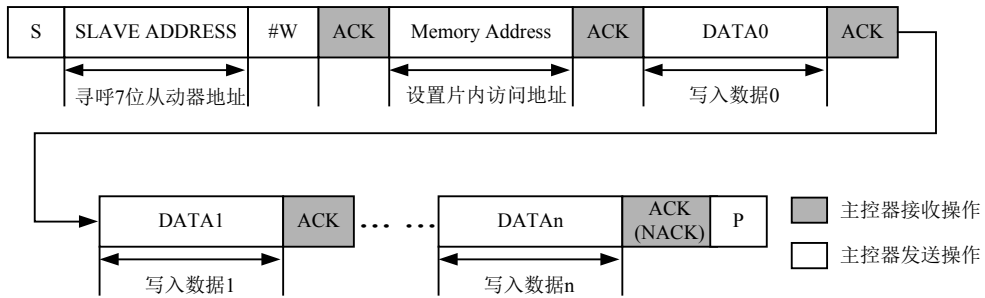 S SLAVE ADDRESS #W ACK Memory Address ACK DATA0 ACK
寻呼7位从动器地址 设置片内访问地址 写入数据0
DATA1 ACK ... ... DATAn ACK (NACK) P
写入数据1 写入数据n
主控器接收操作
主控器发送操作